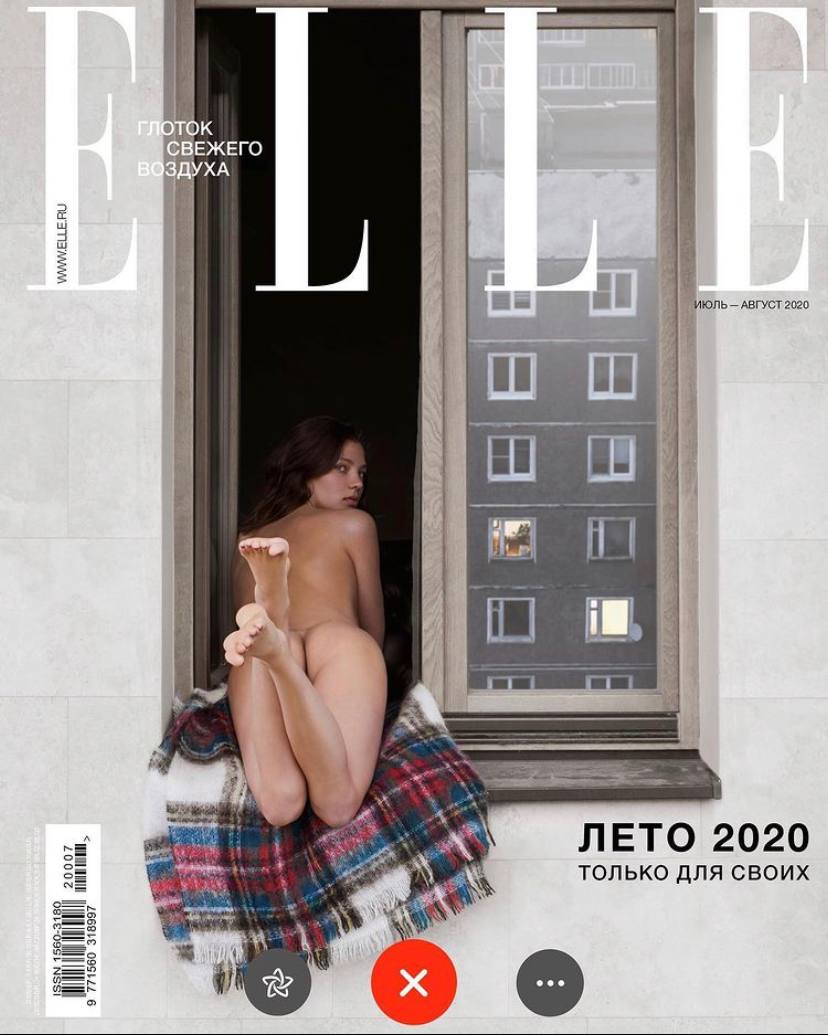 ELLE
ГЛОТОК
СВЕЖЕГО
ВОЗДУХА
WWW.ELLE.RU
ИЮЛЬ — АВГУСТ 2020
ЛЕТО 2020
ТОЛЬКО ДЛЯ СВОИХ
ISSN 1560-3180
20007 >
9 771560 318997